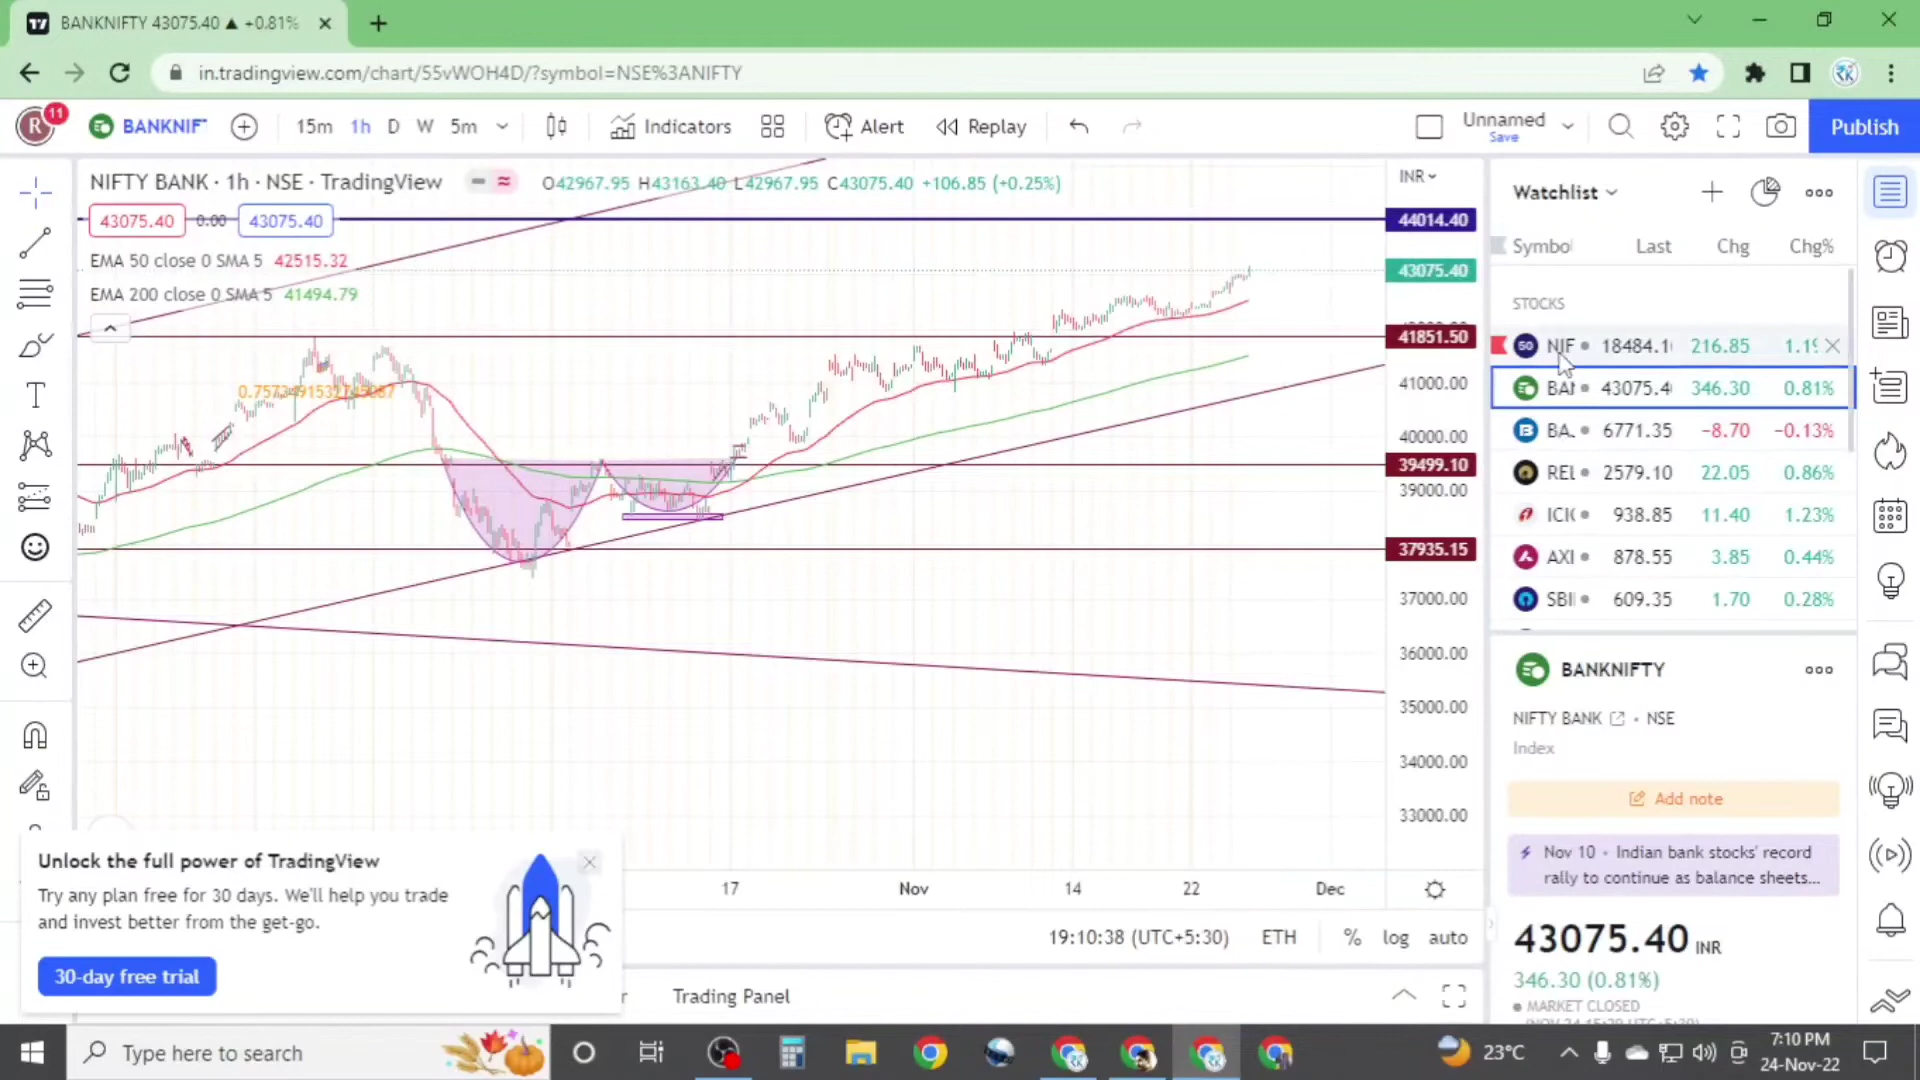 BANKNIFTY 43075.40 ▲ +0.81%
in.tradingview.com/chart/55vWOH4D/?symbol=NSE%3ANIFTY
R 11
BANKNIF
15m 1h D W 5m
Indicators
Alert
Replay
Unnamed
Save
Publish
NIFTY BANK · 1h · NSE · TradingView
O42967.95 H43163.40 L42967.95 C43075.40 +106.85 (+0.25%)
43075.40 0.00 43075.40
EMA 50 close 0 SMA 5 42515.32
EMA 200 close 0 SMA 5 41494.79
INR
44014.40
43075.40
41851.50
41000.00
40000.00
39499.10
39000.00
37935.15
37000.00
36000.00
35000.00
34000.00
33000.00
17 Nov 14 22 Dec
19:10:38 (UTC+5:30) ETH % log auto
Trading Panel
Unlock the full power of TradingView
Try any plan free for 30 days. We'll help you trade
and invest better from the get-go.
30-day free trial
Watchlist
Symbol Last Chg Chg%
STOCKS
50 NIF 18484.1 216.85 1.19
BAN 43075.4 346.30 0.81%
B BA. 6771.35 −8.70 −0.13%
REL 2579.10 22.05 0.86%
ICK 938.85 11.40 1.23%
AXI 878.55 3.85 0.44%
SBI 609.35 1.70 0.28%
BANKNIFTY
NIFTY BANK • NSE
Index
Add note
Nov 10 • Indian bank stocks' record
rally to continue as balance sheets...
43075.40 INR
346.30 (0.81%)
MARKET CLOSED
Type here to search
23°C
7:10 PM
24-Nov-22